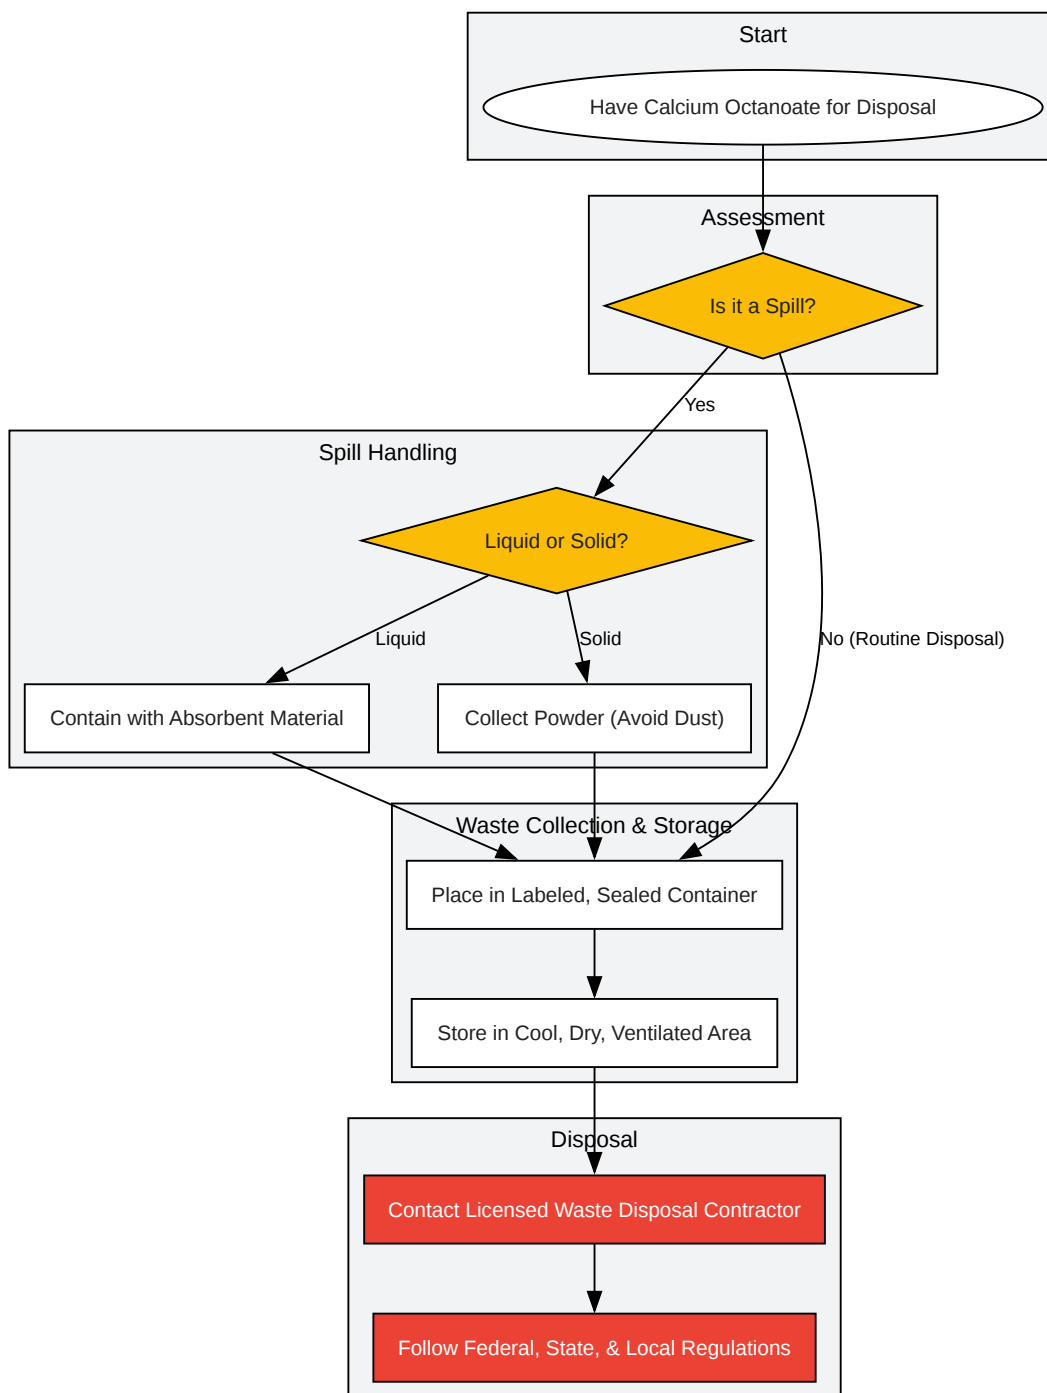 Start
Have Calcium Octanoate for Disposal
Assessment
Is it a Spill?
Yes
Spill Handling
Liquid or Solid?
Liquid
Solid
No (Routine Disposal)
Contain with Absorbent Material
Collect Powder (Avoid Dust)
Waste Collection & Storage
Place in Labeled, Sealed Container
Store in Cool, Dry, Ventilated Area
Disposal
Contact Licensed Waste Disposal Contractor
Follow Federal, State, & Local Regulations